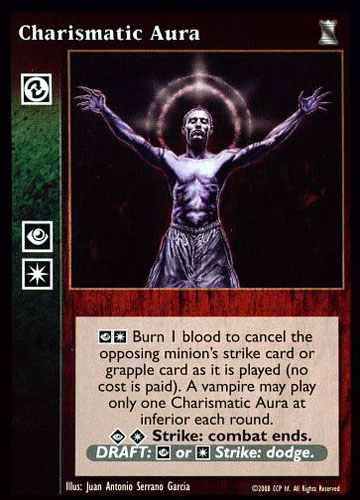 Charismatic Aura
Burn 1 blood to cancel the
opposing minion's strike card or
grapple card as it is played (no
cost is paid). A vampire may play
only one Charismatic Aura at
inferior each round.
Strike: combat ends.
DRAFT: or Strike: dodge.
Illus: Juan Antonio Serrano Garcia ©2008 CCP hf. All Rights Reserved